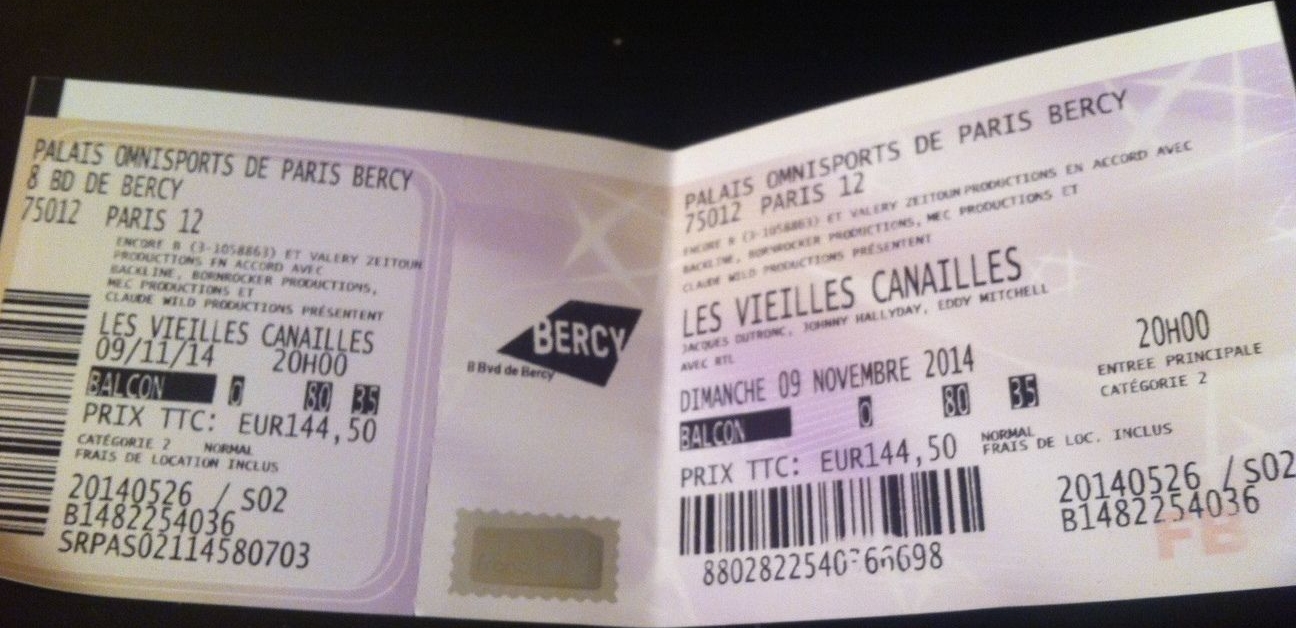 PALAIS OMNISPORTS DE PARIS BERCY
8 BD DE BERCY
75012 PARIS 12
ENCORE B (3-1058863) ET VALERY ZEITOUN
PRODUCTIONS EN ACCORD AVEC
BACKLINE, BORNROCKER PRODUCTIONS,
MEC PRODUCTIONS ET
CLAUDE WILD PRODUCTIONS PRÉSENTENT
LES VIEILLES CANAILLES
09/11/14 20H00
BALCON O 80 35
PRIX TTC: EUR144,50
CATÉGORIE 2 NORMAL
FRAIS DE LOCATION INCLUS
20140526 / S02
B1482254036
SRPAS02114580703
BERCY
8 Bvd de Bercy
PALAIS OMNISPORTS DE PARIS BERCY
75012 PARIS 12
ENCORE B (3-1058863) ET VALERY ZEITOUN PRODUCTIONS EN ACCORD AVEC
BACKLINE, BORNROCKER PRODUCTIONS, MEC PRODUCTIONS ET
CLAUDE WILD PRODUCTIONS PRÉSENTENT
LES VIEILLES CANAILLES
JACQUES DUTRONC, JOHNNY HALLYDAY, EDDY MITCHELL
AVEC RTL
DIMANCHE 09 NOVEMBRE 2014
20H00
ENTREE PRINCIPALE
BALCON O 80 35
CATÉGORIE 2
PRIX TTC: EUR144,50
NORMAL
FRAIS DE LOC. INCLUS
20140526 / S02
B1482254036
FB